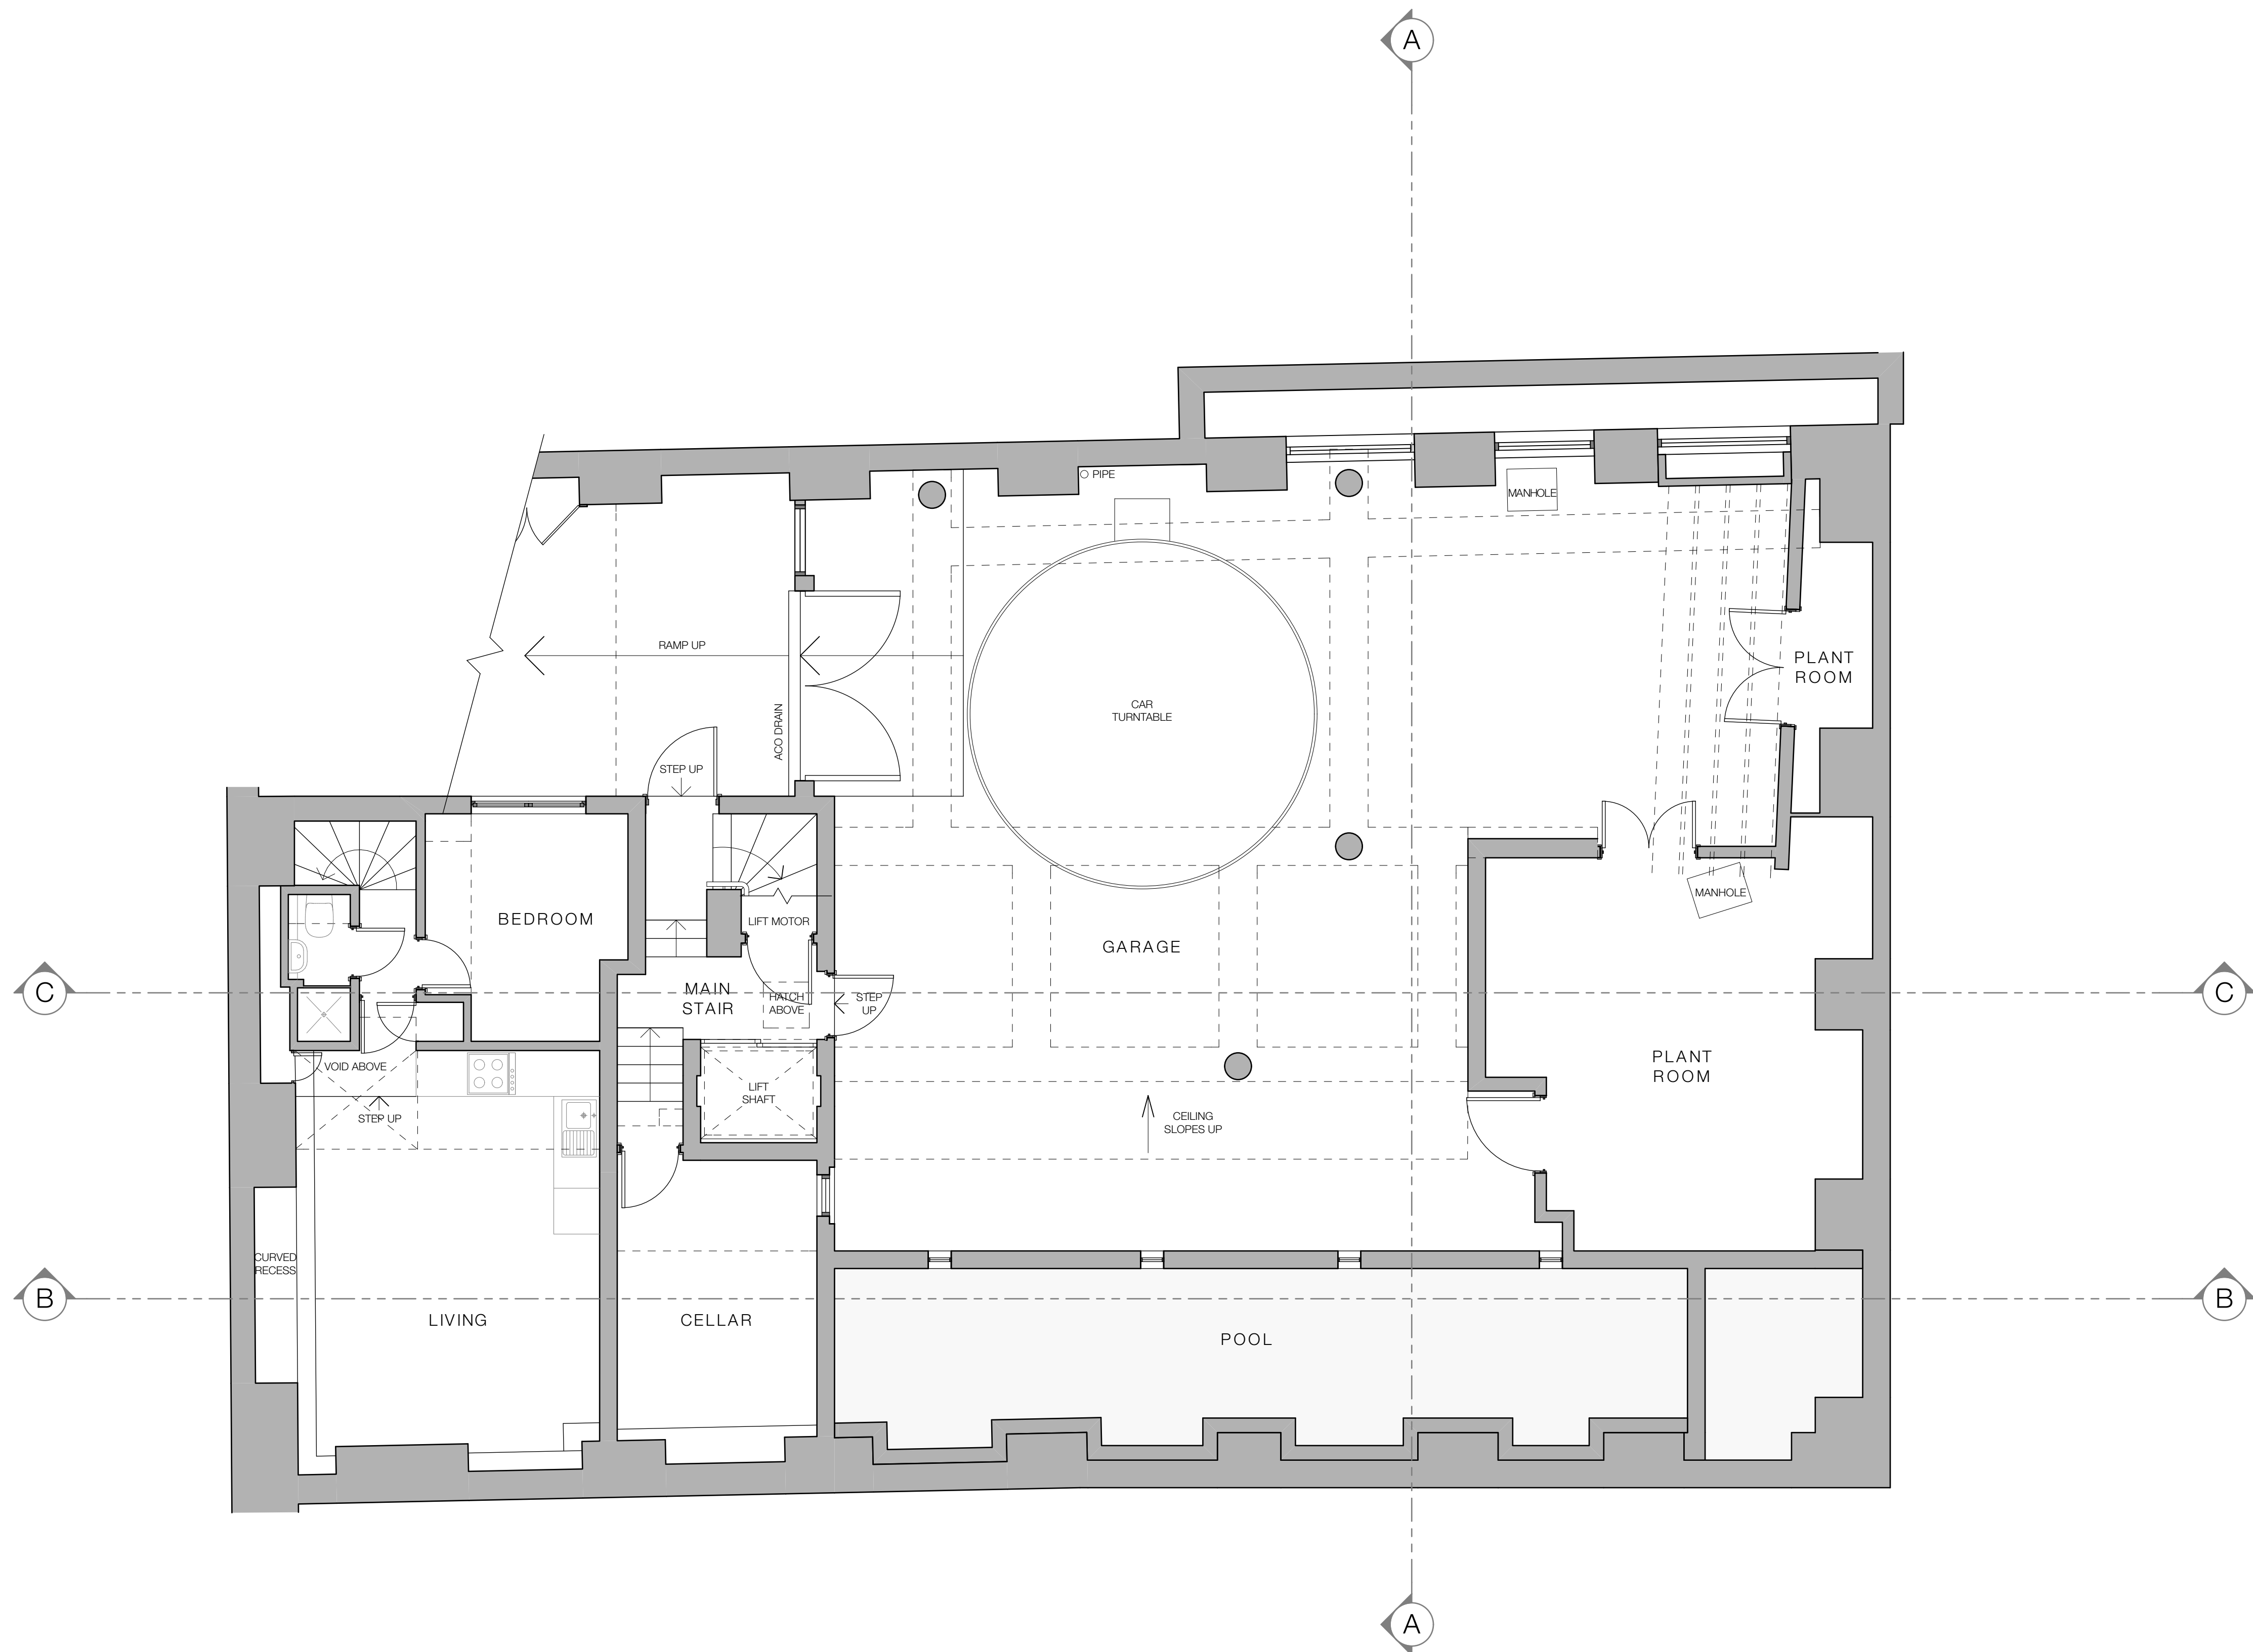 A
PIPE
MANHOLE
RAMP UP
PLANT
ROOM
CAR
TURNTABLE
ACO DRAIN
STEP UP
MANHOLE
BEDROOM
LIFT MOTOR
GARAGE
C
MAIN
STAIR
HATCH
ABOVE
STEP
UP
C
VOID ABOVE
STEP UP
LIFT
SHAFT
PLANT
ROOM
CEILING
SLOPES UP
CURVED
RECESS
B
LIVING
CELLAR
POOL
B
A